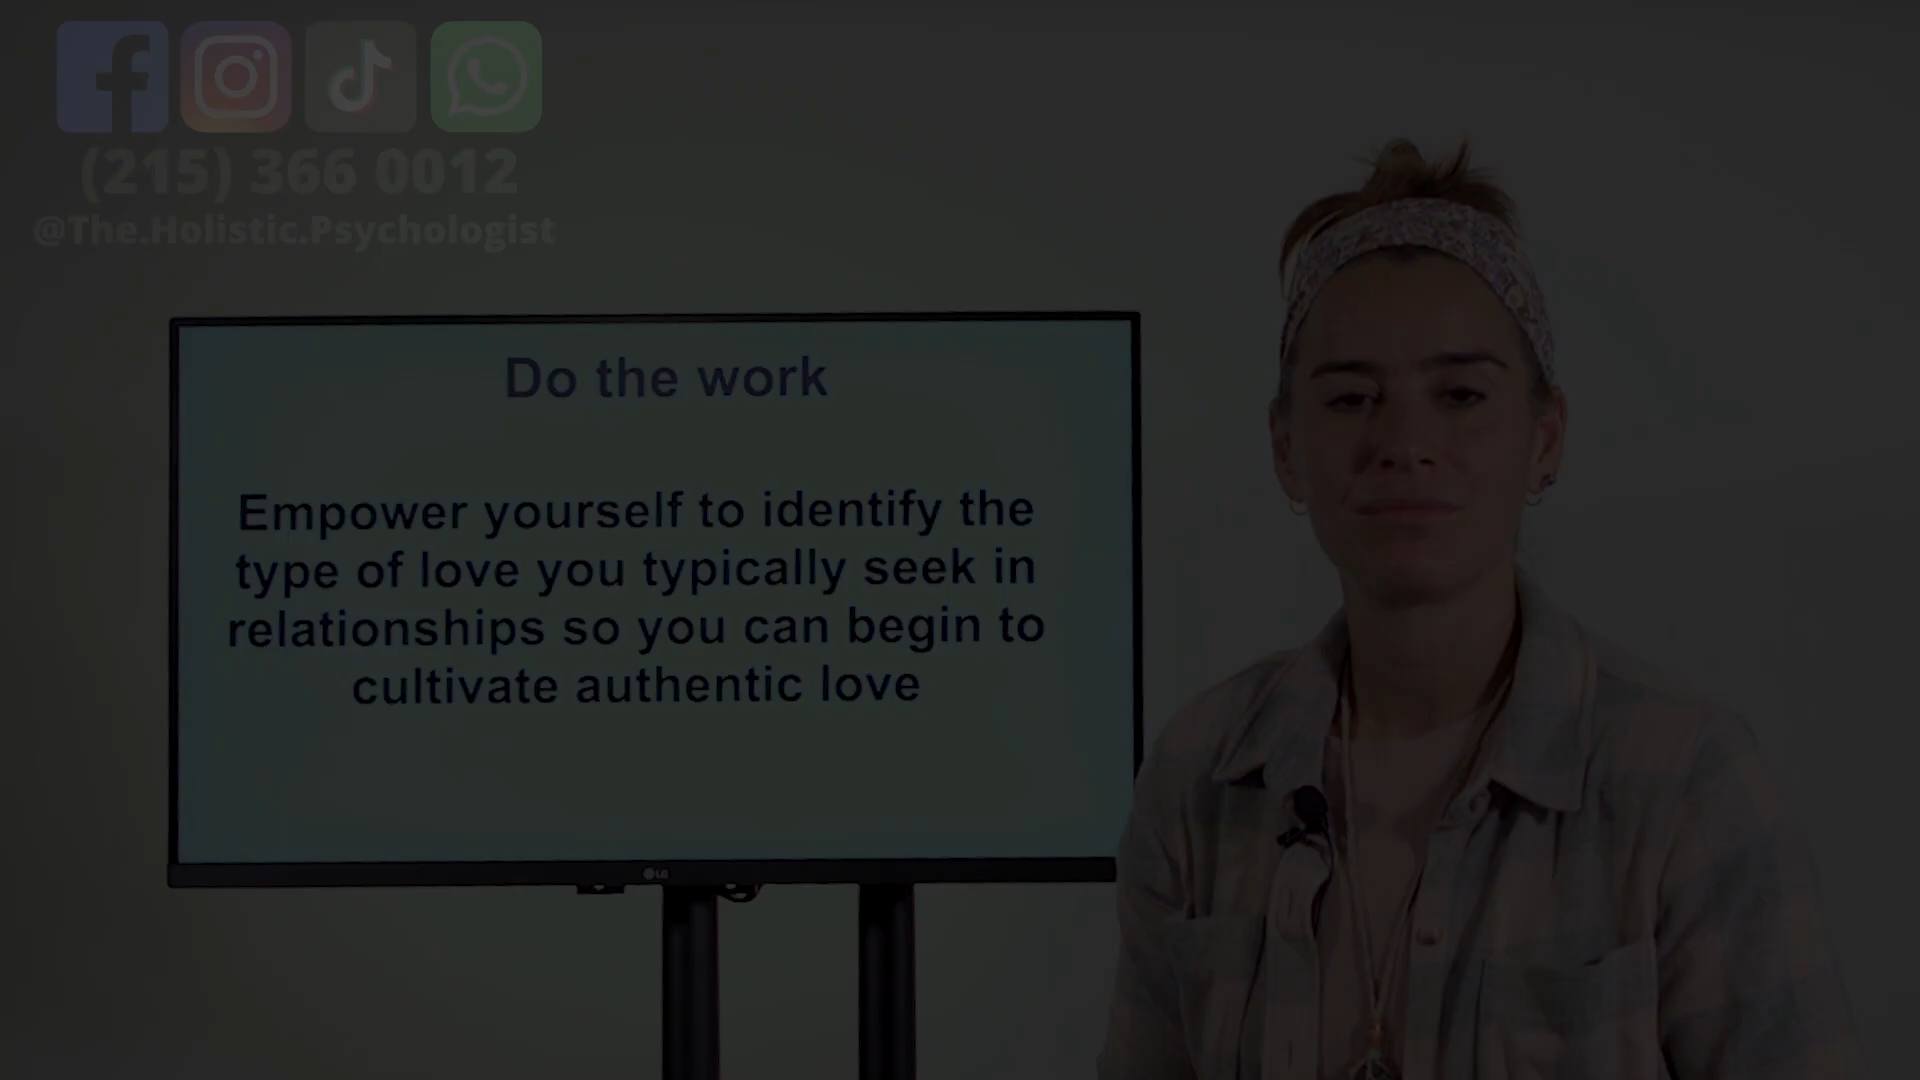 (215) 366 0012
@The.Holistic.Psychologist
Do the work
Empower yourself to identify the
type of love you typically seek in
relationships so you can begin to
cultivate authentic love
LG